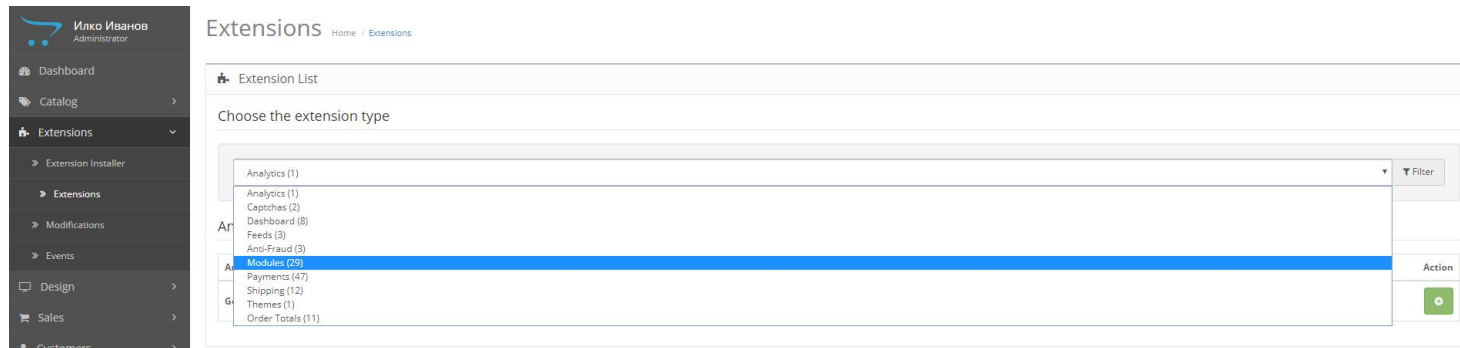 Илко Иванов
Administrator
Dashboard
Catalog
Extensions
Extension Installer
Extensions
Modifications
Events
Design
Sales
Customers
Extensions Home / Extensions
Extension List
Choose the extension type
Analytics (1)
Filter
Analytics (1)
Captchas (2)
Dashboard (8)
Feeds (3)
Anti-Fraud (3)
Modules (29)
Payments (47)
Shipping (12)
Themes (1)
Order Totals (11)
Action